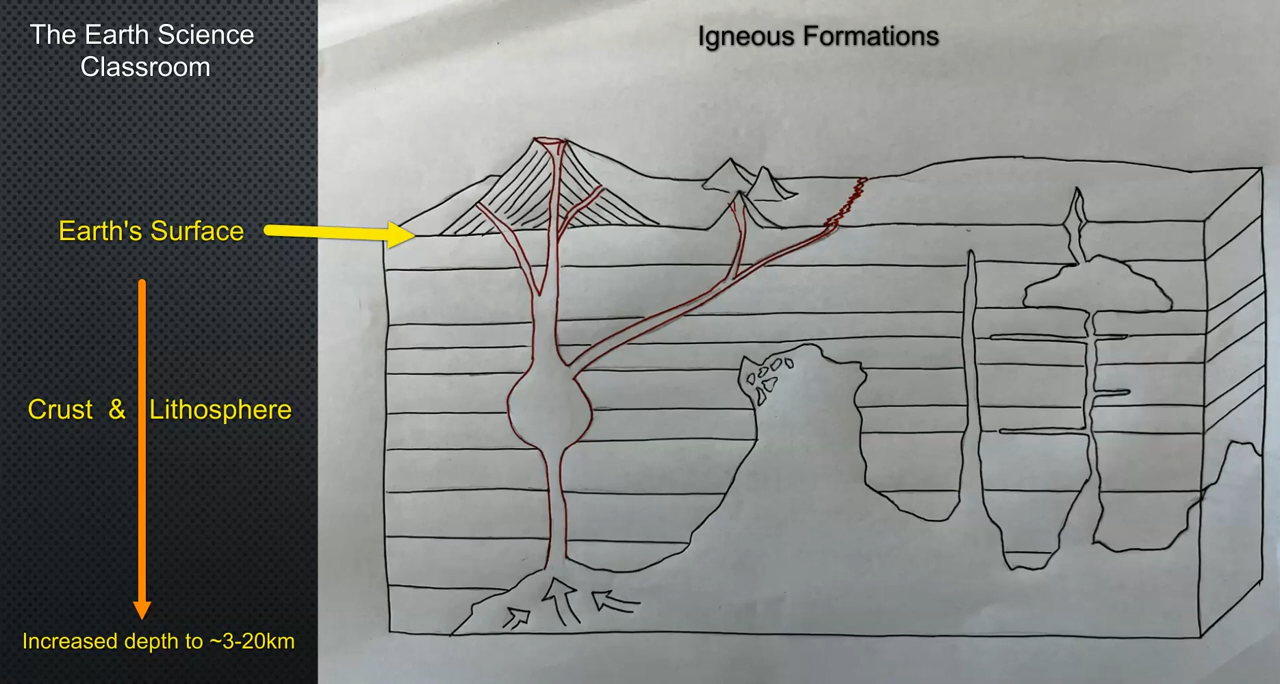 The Earth Science
Classroom
Igneous Formations
Earth's Surface
Crust & Lithosphere
Increased depth to ~3-20km